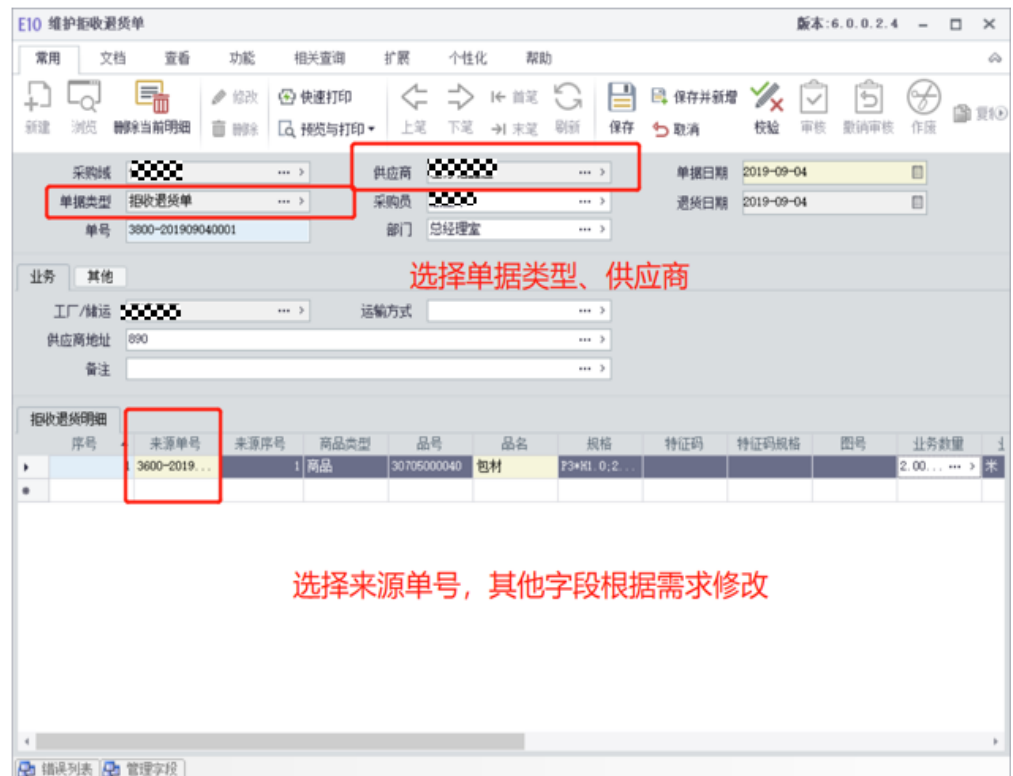 E10 维护拒收退货单 版本:6.0.0.2.4
常用 文档 查看 功能 相关查询 扩展 个性化 帮助
修改 快速打印 首笔 保存并新增
新建 浏览 删除当前明细 删除 预览与打印 上笔 下笔 末笔 刷新 保存 取消 校验 审核 撤销审核 作废
采购域 供应商 单据日期 2019-09-04
单据类型 拒收退货单 采购员 退货日期 2019-09-04
单号 3800-201909040001 部门 总经理室
业务 其他 选择单据类型、供应商
工厂/储运 运输方式
供应商地址 890
备注
拒收退货明细
序号 来源单号 来源序号 商品类型 品号 品名 规格 特征码 特征码规格 图号 业务数量
1 3600-2019... 1 商品 30705000040 包材 P3*M1.0;2... 2.00... 米
选择来源单号，其他字段根据需求修改
错误列表 管理字段